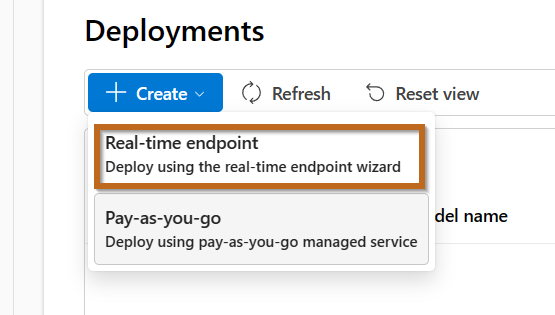 Deployments
Create
Refresh
Reset view
Real-time endpoint
Deploy using the real-time endpoint wizard
Pay-as-you-go
del name
Deploy using pay-as-you-go managed service